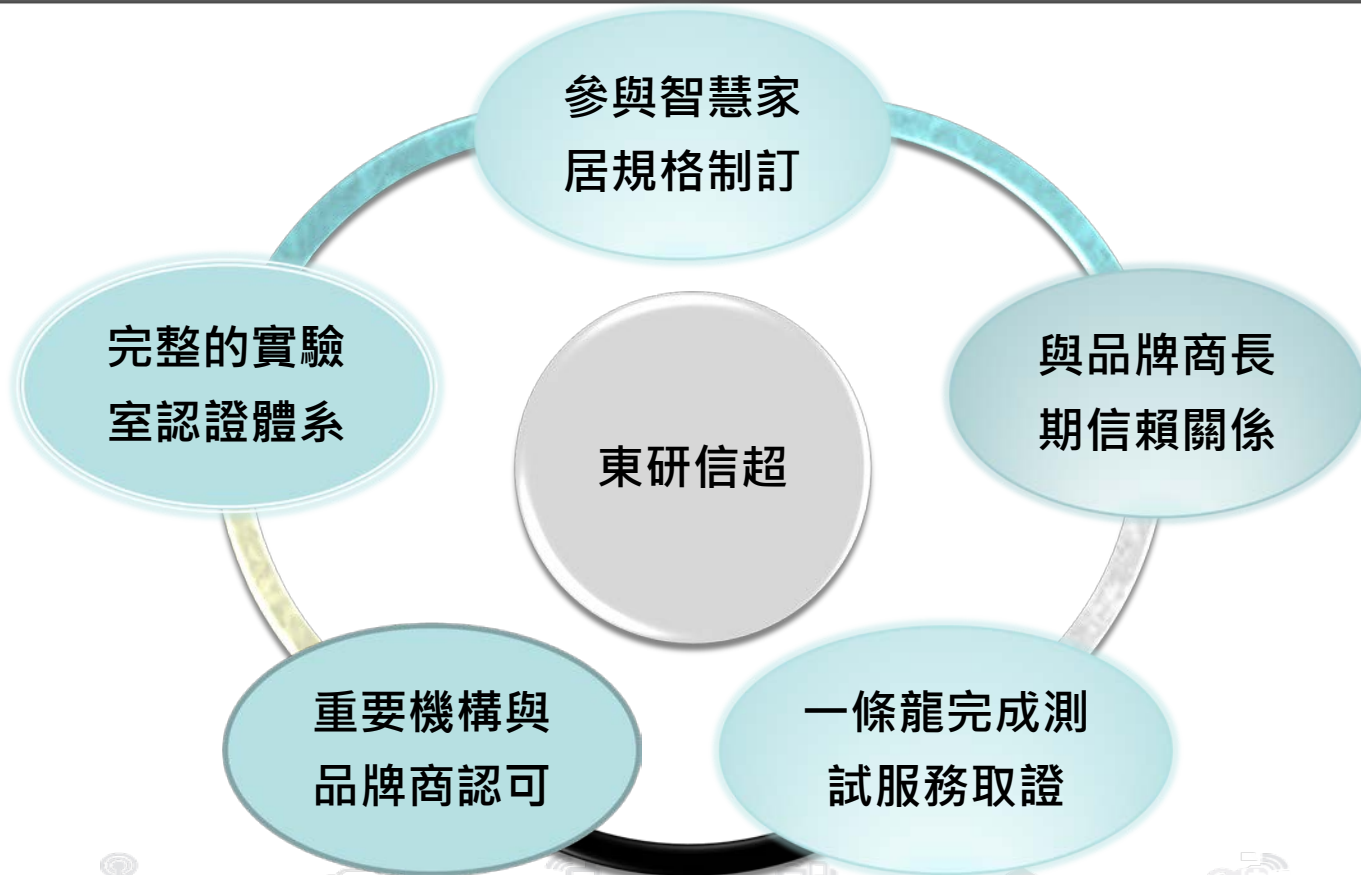 參與智慧家
居規格制訂
完整的實驗
室認證體系
與品牌商長
期信賴關係
東研信超
重要機構與
品牌商認可
一條龍完成測
試服務取證